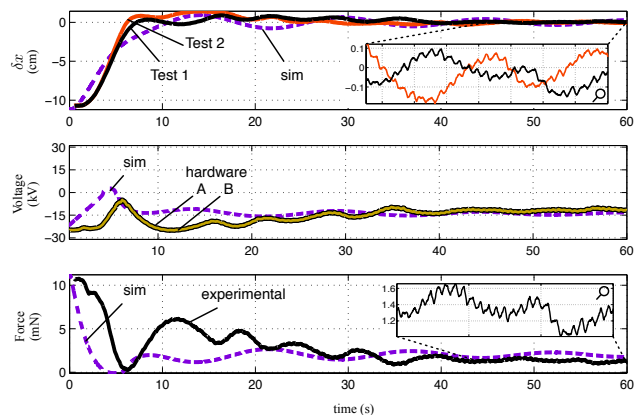 0
−5
−10
δx
(cm)
Test 2
Test 1
sim
0.1
0
−0.1
0 10 20 30 40 50 60
30
15
0
−15
−30
Voltage
(kV)
sim
hardware
A B
0 10 20 30 40 50 60
10
5
0
Force
(mN)
sim
experimental
1.6
1.4
1.2
0 10 20 30 40 50 60
time (s)